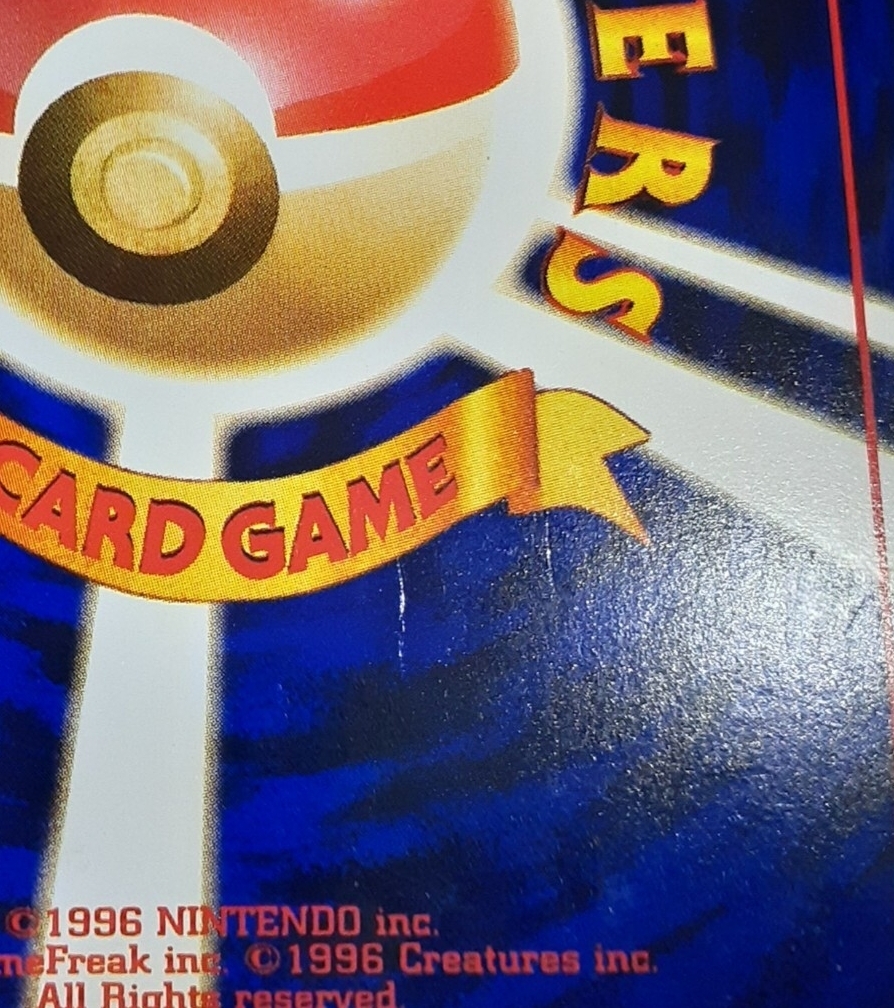 ERS
CARD GAME
©1996 NINTENDO inc.
meFreak inc. ©1996 Creatures inc.
All Rights reserved.